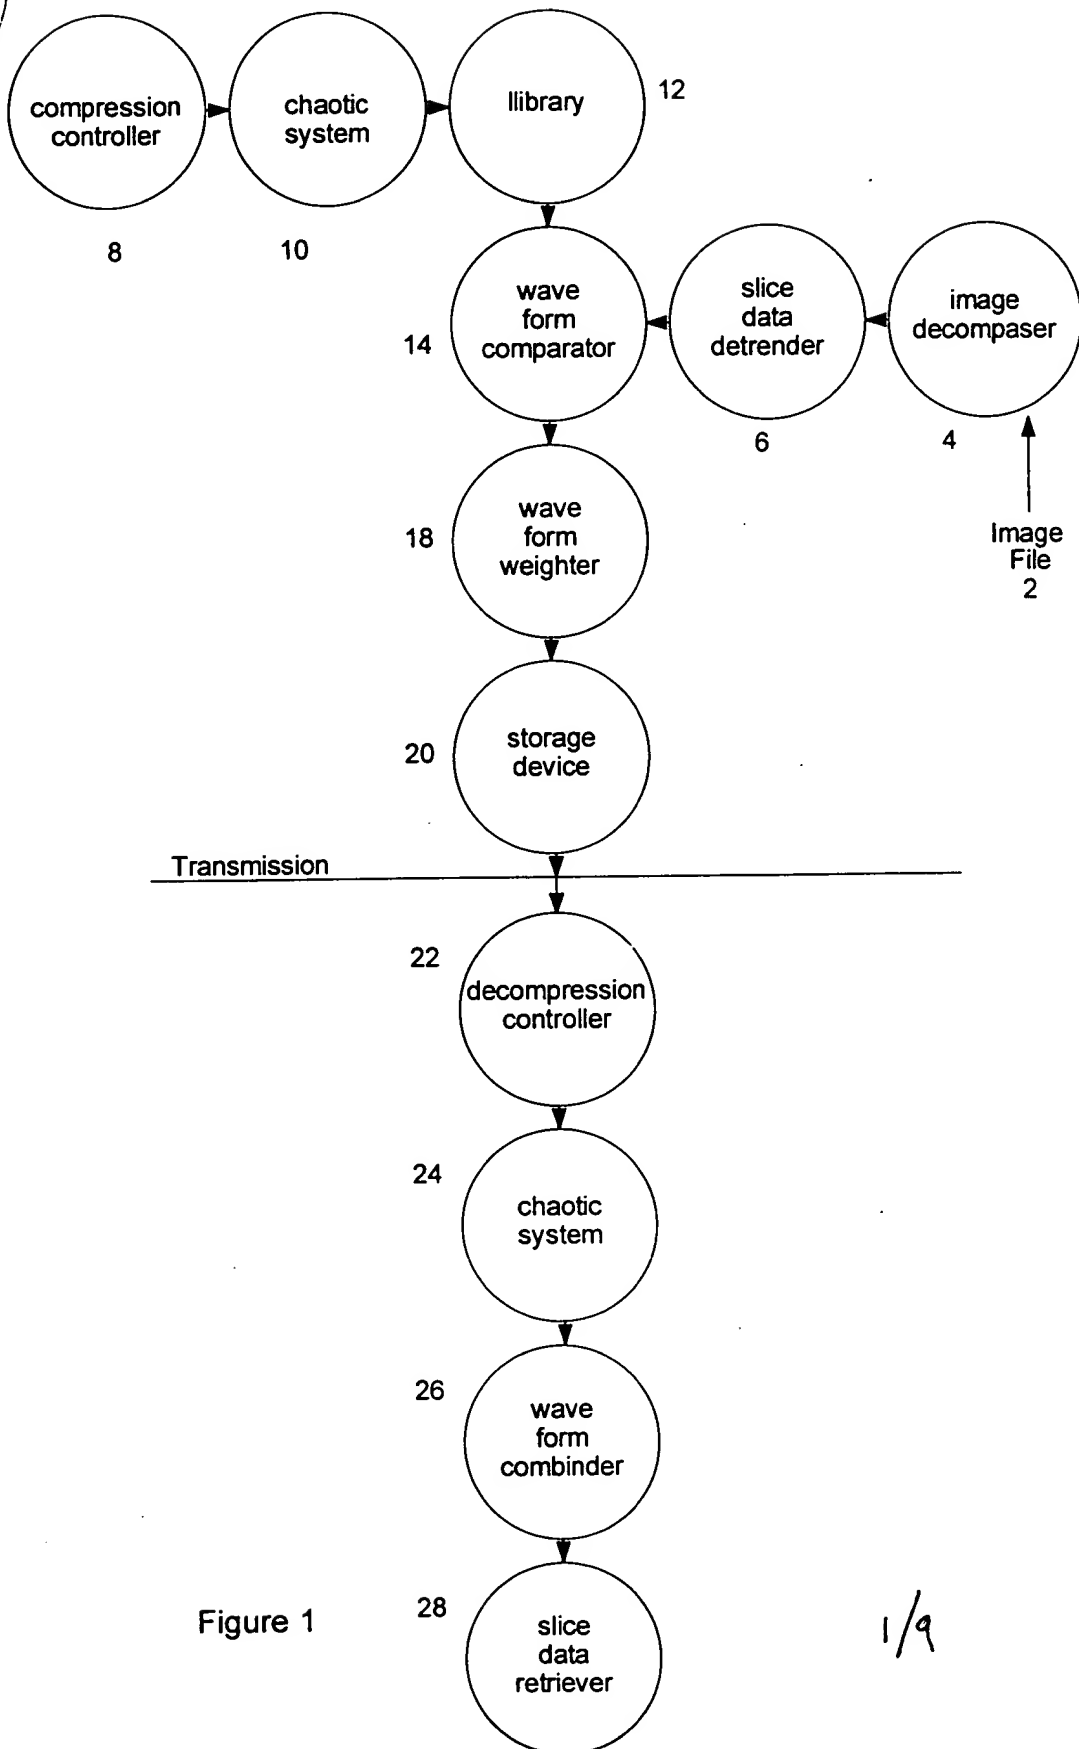 compression
controller
8
chaotic
system
10
Llibrary
12
wave
form
comparator
14
slice
data
detrender
6
image
decompaser
4
Image
File
2
wave
form
weighter
18
storage
device
20
Transmission
22
decompression
controller
24
chaotic
system
26
wave
form
combinder
28
slice
data
retriever
Figure 1
1/9